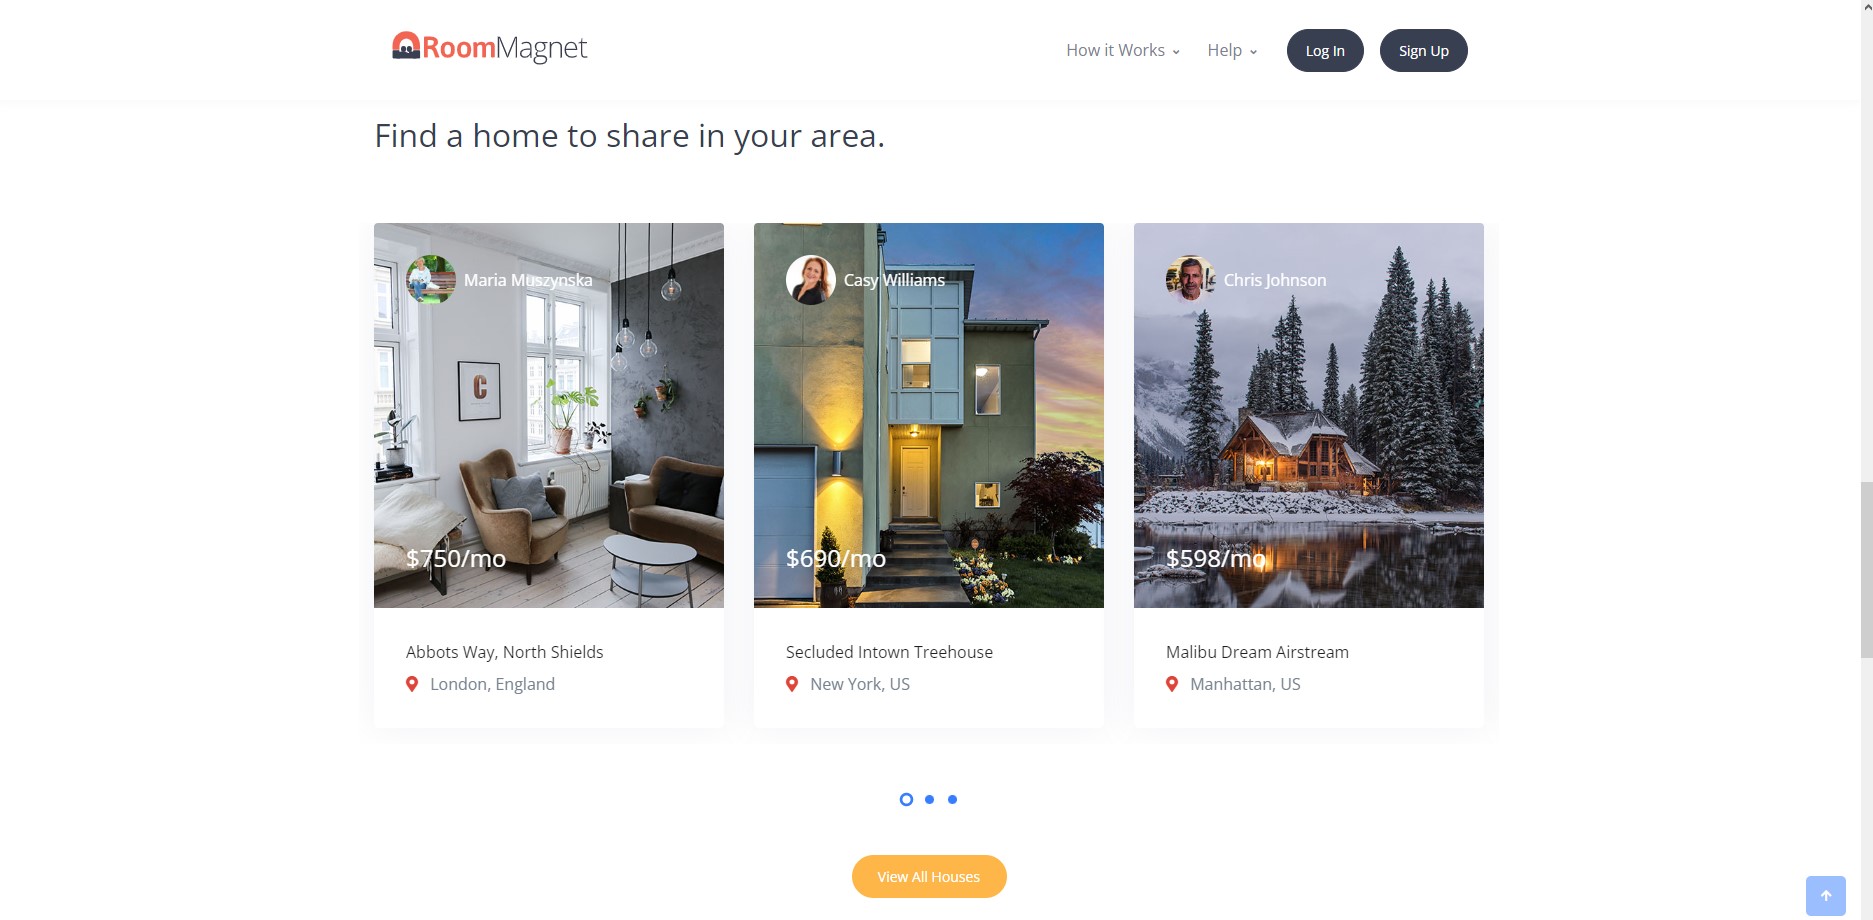 RoomMagnet
How it Works
Help
Log In
Sign Up
Find a home to share in your area.
Maria Muszynska
C
$750/mo
Abbots Way, North Shields
London, England
Casy Williams
$690/mo
Secluded Intown Treehouse
New York, US
Chris Johnson
$598/mo
Malibu Dream Airstream
Manhattan, US
View All Houses